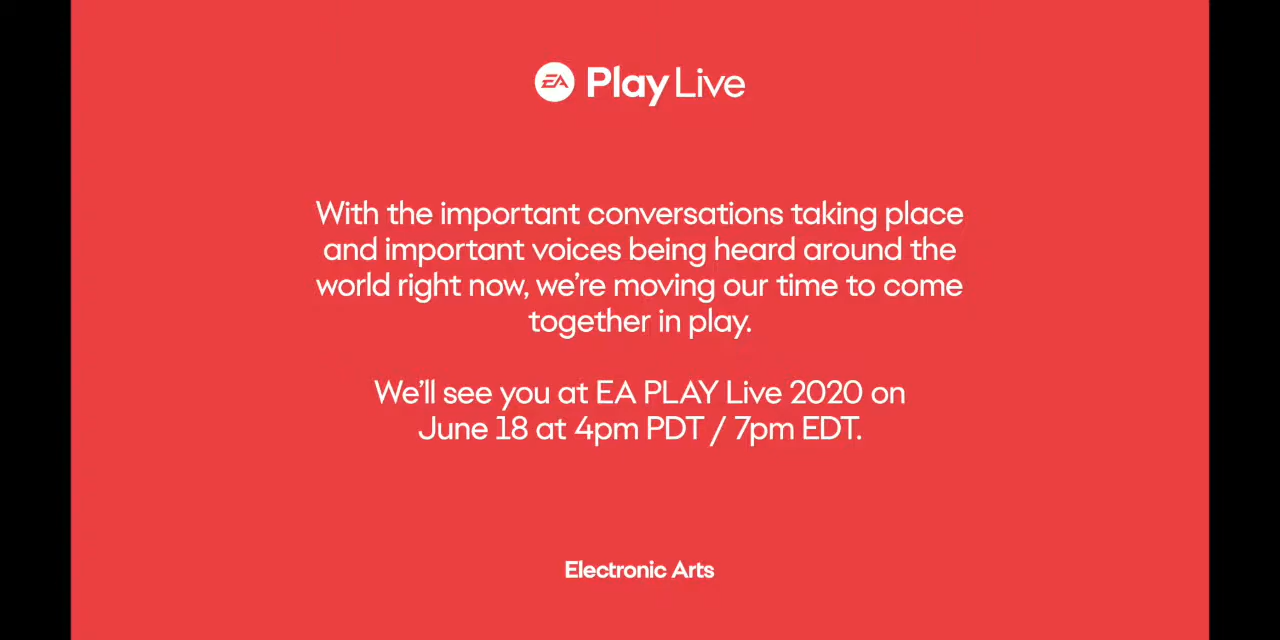 EA Play Live
With the important conversations taking place
and important voices being heard around the
world right now, we're moving our time to come
together in play.
We'll see you at EA PLAY Live 2020 on
June 18 at 4pm PDT / 7pm EDT.
Electronic Arts